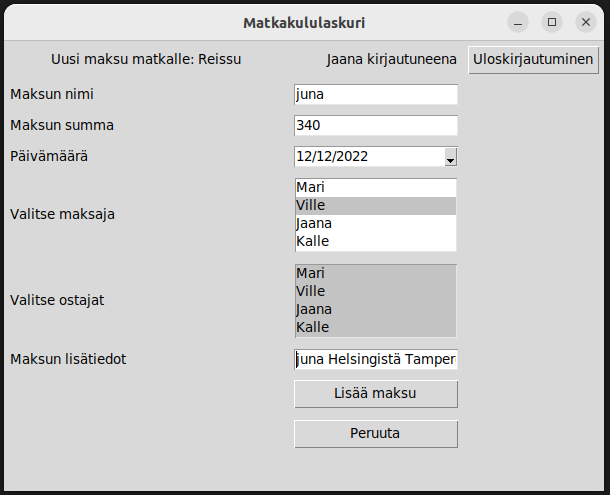 Matkakululaskuri
Uusi maksu matkalle: Reissu Jaana kirjautuneena Uloskirjautuminen
Maksun nimi juna
Maksun summa 340
Päivämäärä 12/12/2022
Valitse maksaja
Mari
Ville
Jaana
Kalle
Valitse ostajat
Mari
Ville
Jaana
Kalle
Maksun lisätiedot juna Helsingistä Tamper
Lisää maksu
Peruuta